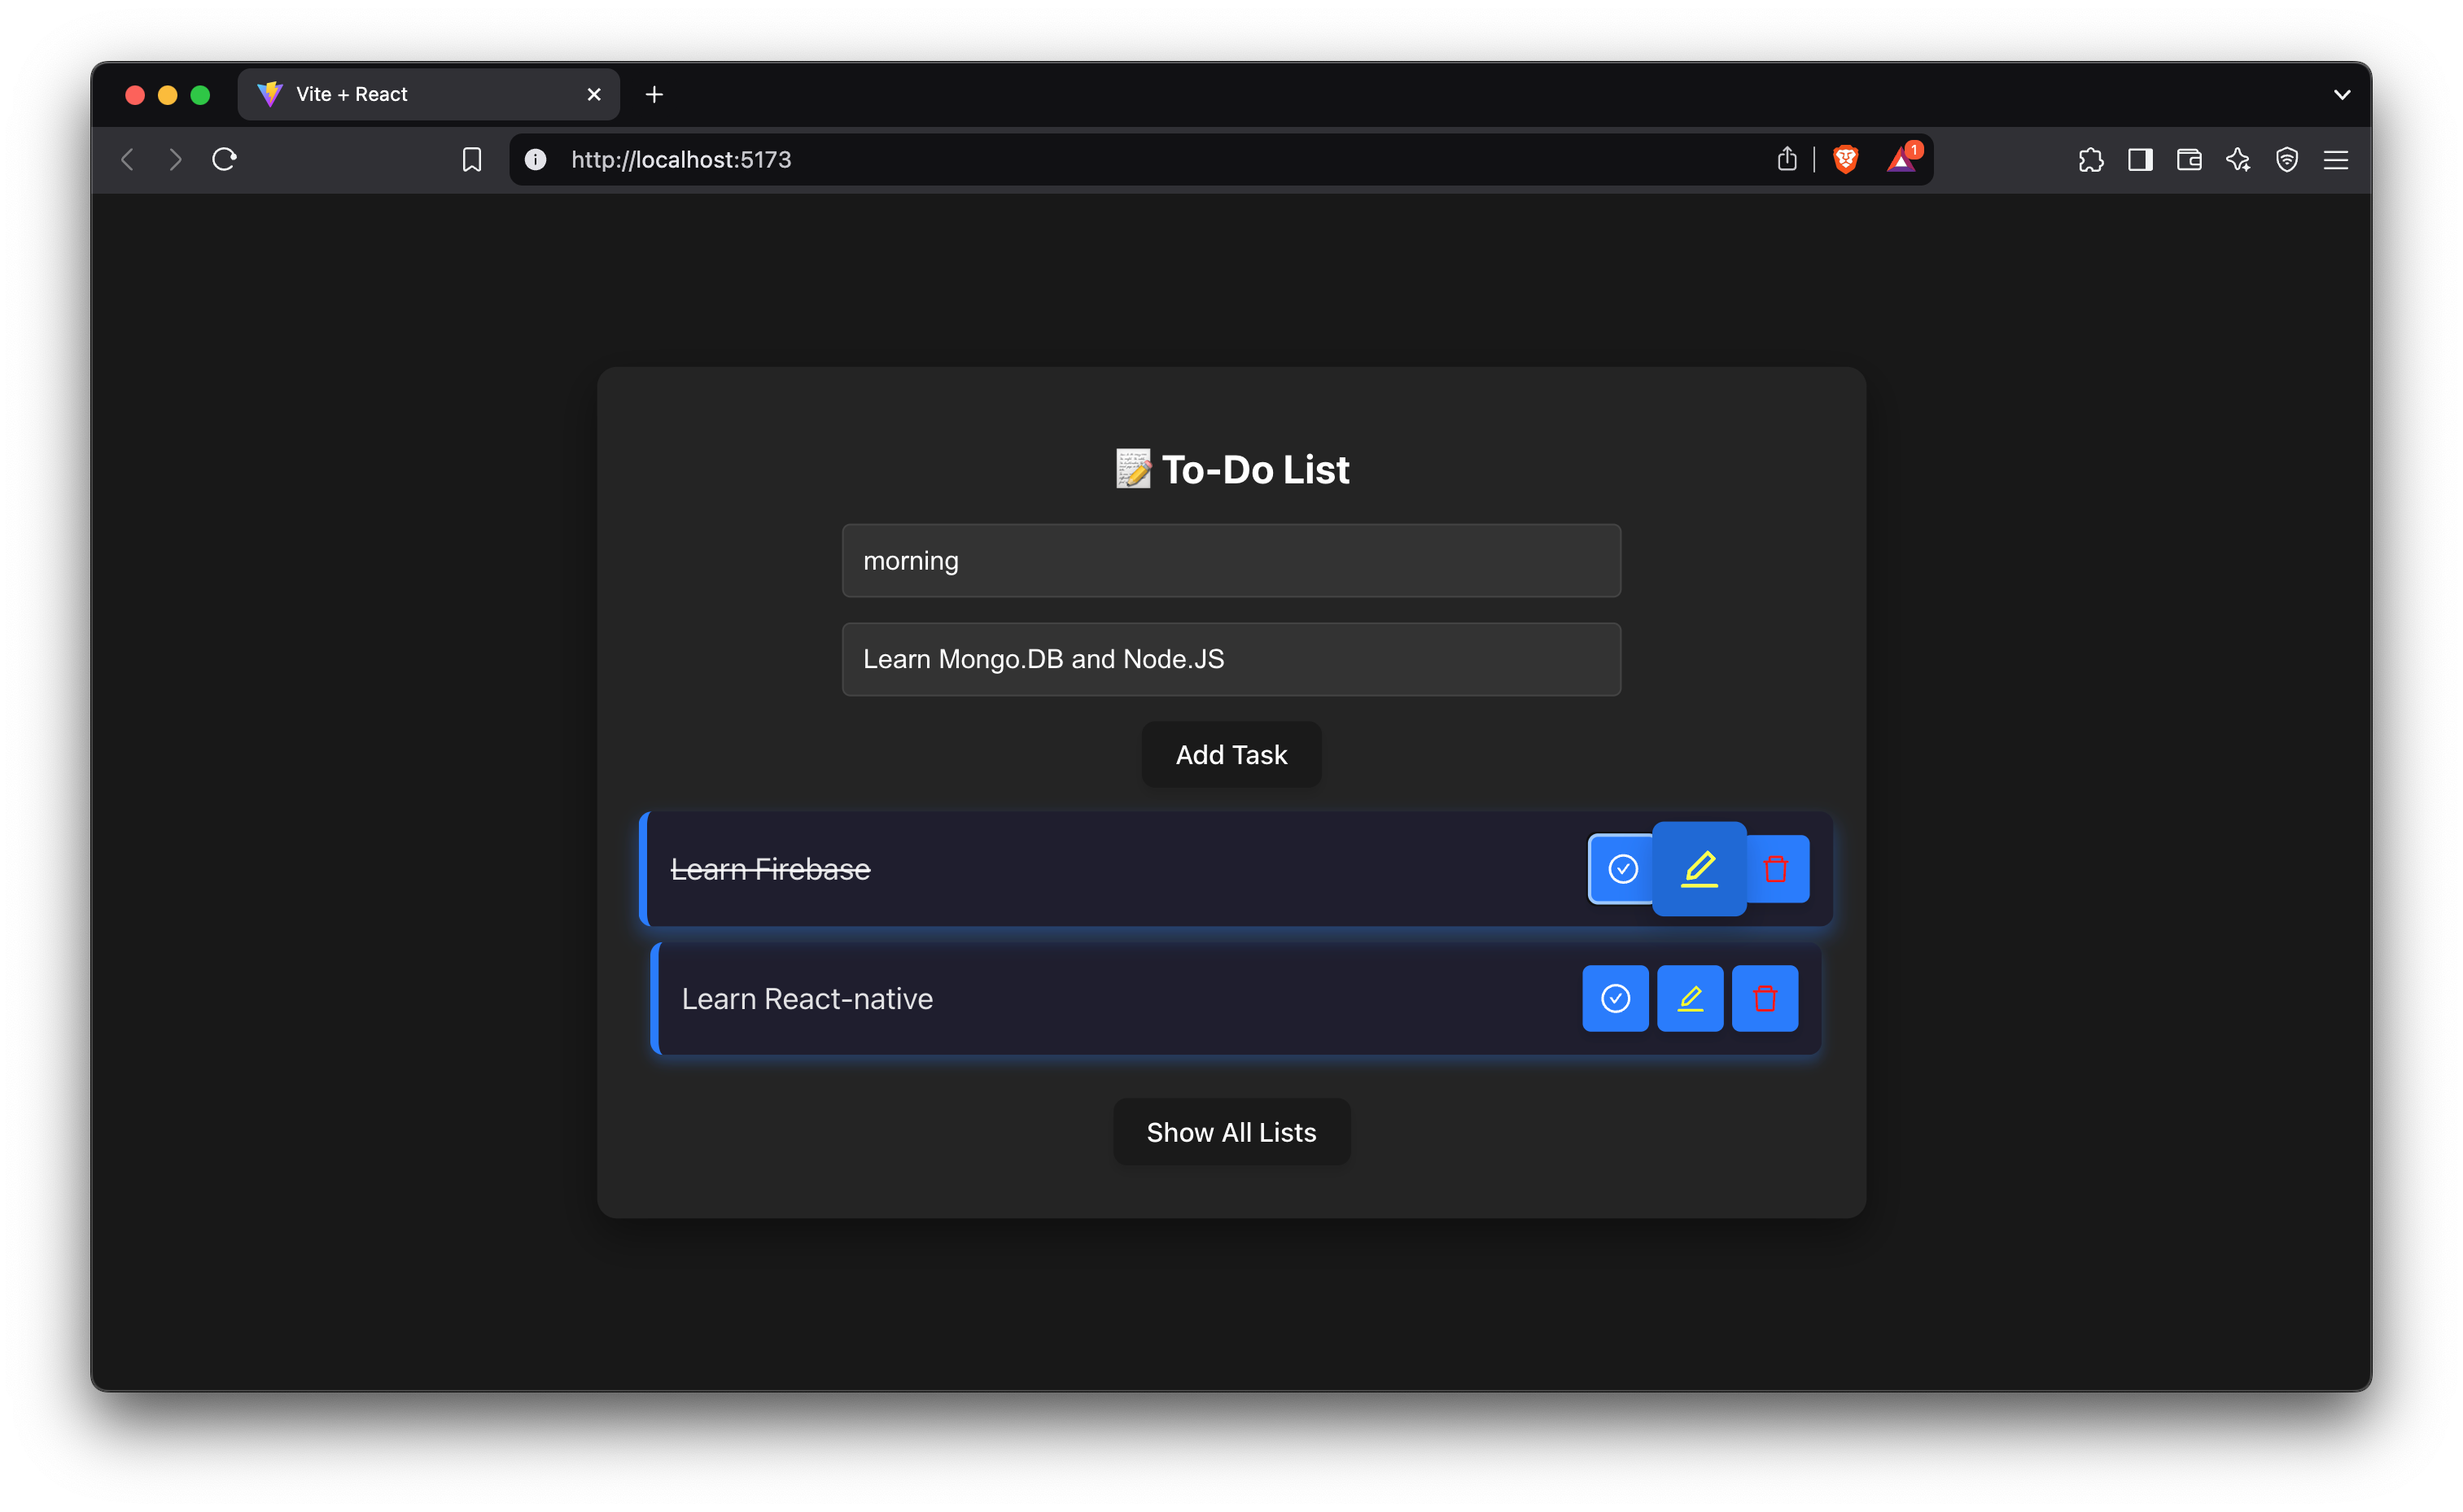 Vite + React
http://localhost:5173
1
📝 To-Do List
morning
Learn Mongo.DB and Node.JS
Add Task
Learn Firebase
Learn React-native
Show All Lists